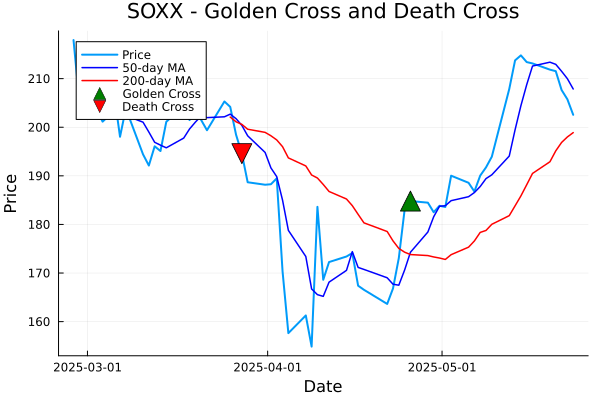 SOXX - Golden Cross and Death Cross
Price
50-day MA
200-day MA
Golden Cross
Death Cross
210
200
190
180
170
160
Price
2025-03-01
2025-04-01
2025-05-01
Date